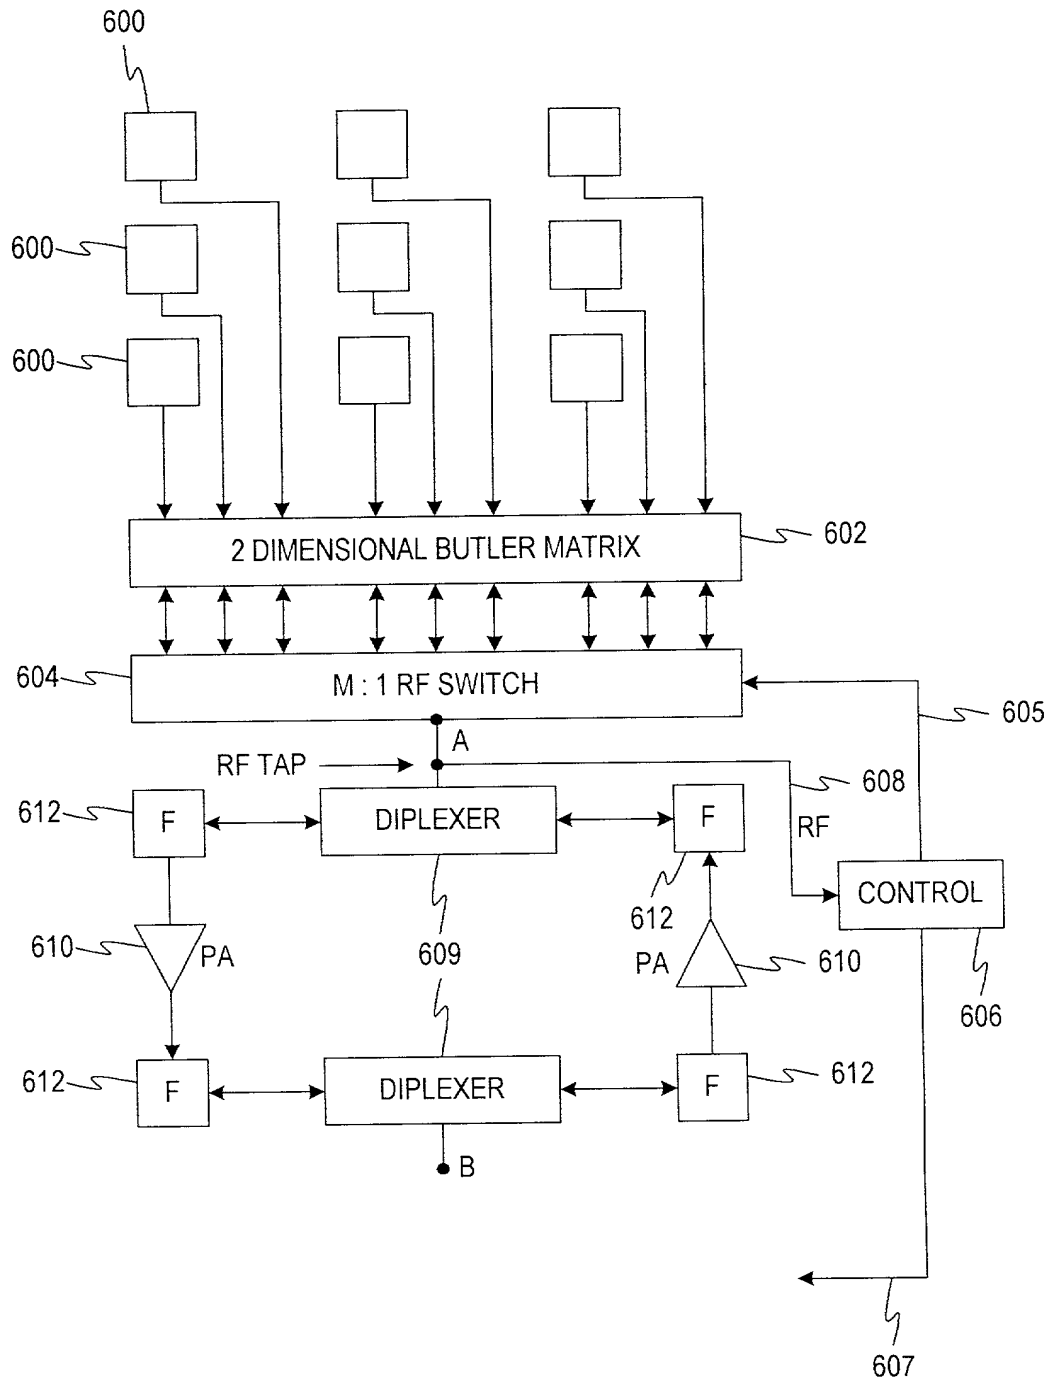 600
600
600
2 DIMENSIONAL BUTLER MATRIX
602
604
M : 1 RF SWITCH
605
A
RF TAP
608
612
F
DIPLEXER
F
RF
612
CONTROL
610
PA
609
PA
610
606
612
F
DIPLEXER
F
612
B
607